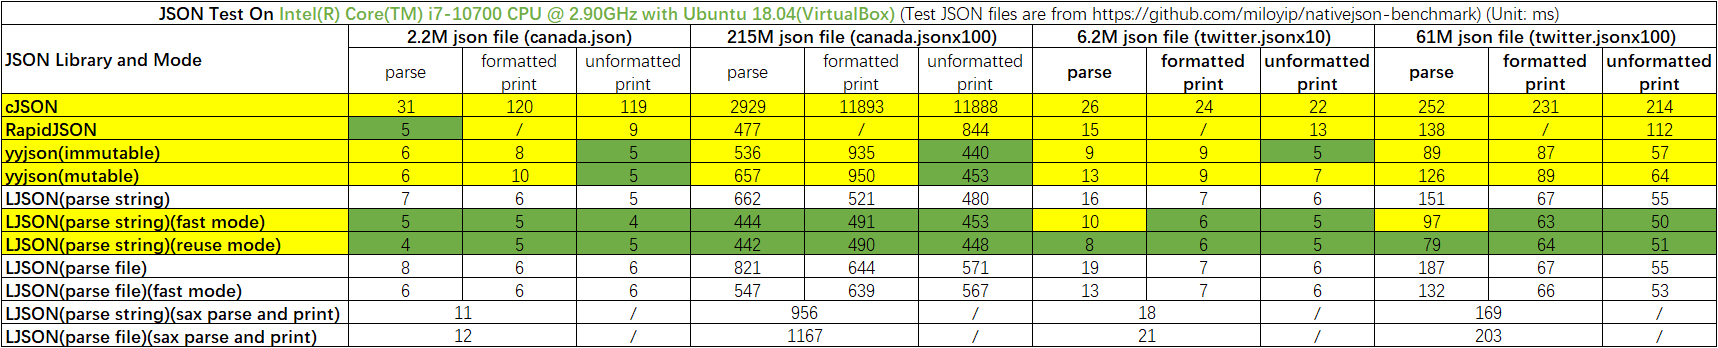 JSON Test On Intel(R) Core(TM) i7-10700 CPU @ 2.90GHz with Ubuntu 18.04(VirtualBox) (Test JSON files are from https://github.com/miloyip/nativejson-benchmark) (Unit: ms)
JSON Library and Mode 2.2M json file (canada.json) 215M json file (canada.jsonx100) 6.2M json file (twitter.jsonx10) 61M json file (twitter.jsonx100)
parse formatted print unformatted print parse formatted print unformatted print parse formatted print unformatted print parse formatted print unformatted print
cJSON 31 120 119 2929 11893 11888 26 24 22 252 231 214
RapidJSON 5 / 9 477 / 844 15 / 13 138 / 112
yyjson(immutable) 6 8 5 536 935 440 9 9 5 89 87 57
yyjson(mutable) 6 10 5 657 950 453 13 9 7 126 89 64
LJSON(parse string) 7 6 5 662 521 480 16 7 6 151 67 55
LJSON(parse string)(fast mode) 5 5 4 444 491 453 10 6 5 97 63 50
LJSON(parse string)(reuse mode) 4 5 5 442 490 448 8 6 5 79 64 51
LJSON(parse file) 8 6 6 821 644 571 19 7 6 187 67 55
LJSON(parse file)(fast mode) 6 6 6 547 639 567 13 7 6 132 66 53
LJSON(parse string)(sax parse and print) 11 / 956 / 18 / 169 /
LJSON(parse file)(sax parse and print) 12 / 1167 / 21 / 203 /